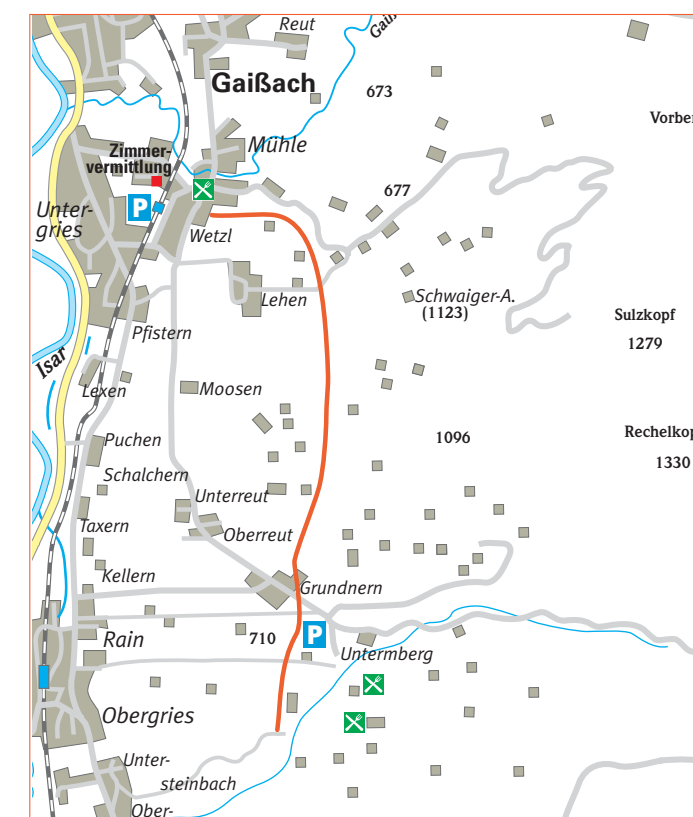 Reut
Gaiß
Gaißach
673
Vorber
Mühle
Zimmer-
vermittlung
677
P
Unter-
gries
Wetzl
Schwaiger-A.
(1123)
Lehen
Sulzkopf
1279
Pfistern
Isar
Lexen
Moosen
Rechelkop
1096
1330
Puchen
Schalchern
Unterreut
Taxern
Oberreut
Kellern
Grundnern
Rain
710
P
Untermberg
Obergries
Unter-
steinbach
Ober-